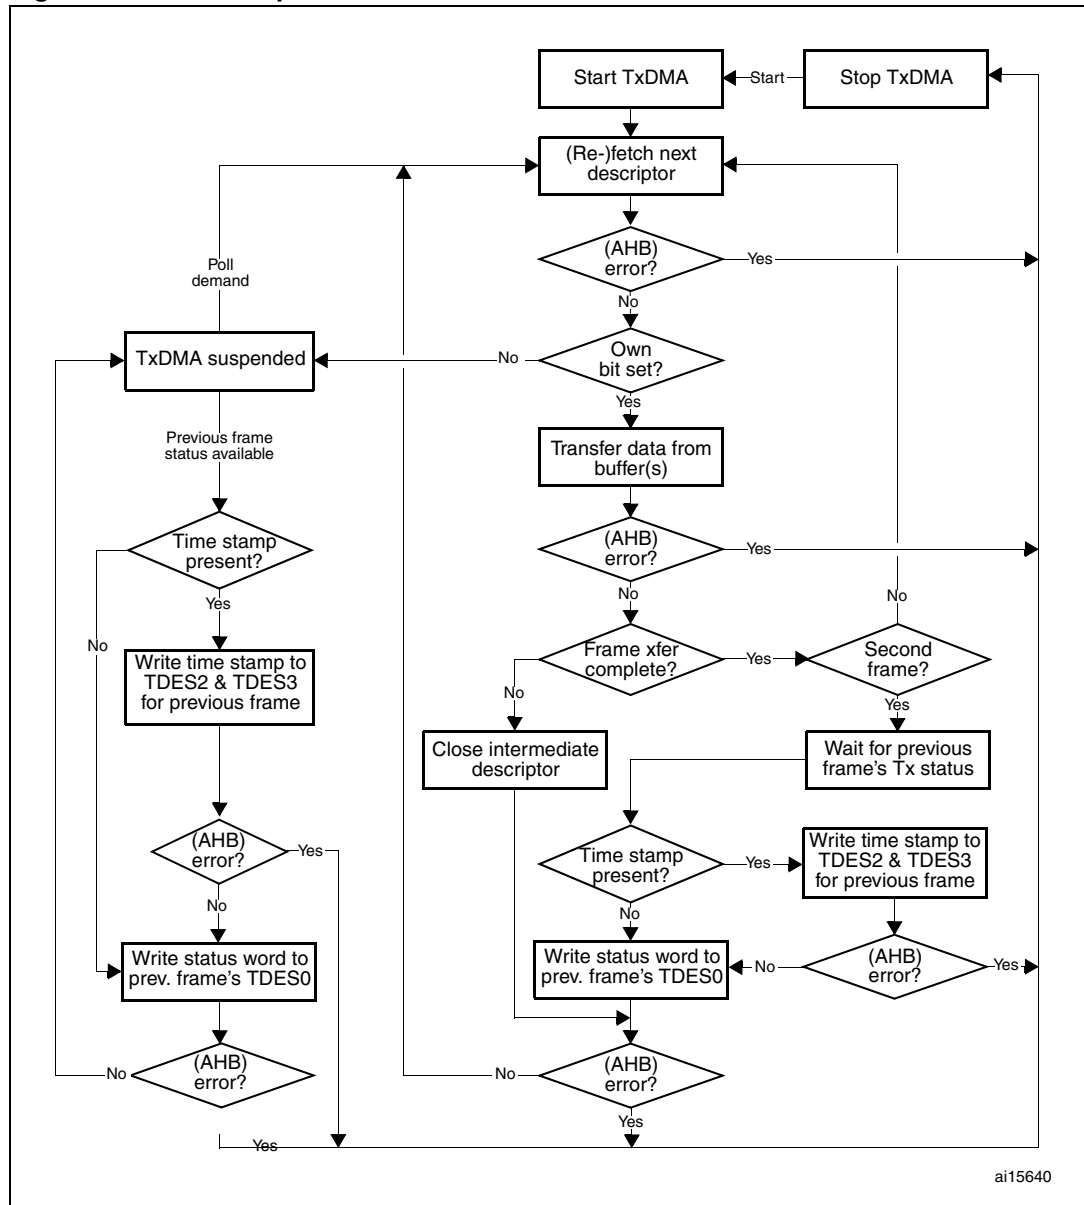 Start TxDMA
Start
Stop TxDMA
(Re-)fetch next
descriptor
(AHB)
error?
Yes
Poll
demand
No
TxDMA suspended
No
Own
bit set?
Yes
Previous frame
status available
Transfer data from
buffer(s)
Time stamp
present?
(AHB)
error?
Yes
No
Yes
No
No
Write time stamp to
TDES2 & TDES3
for previous frame
Frame xfer
complete?
Yes
Second
frame?
No
Yes
Close intermediate
descriptor
Wait for previous
frame's Tx status
(AHB)
error?
Yes
Time stamp
present?
Yes
Write time stamp to
TDES2 & TDES3
for previous frame
No
No
Write status word to
prev. frame's TDES0
Write status word to
prev. frame's TDES0
No
(AHB)
error?
Yes
No
(AHB)
error?
No
(AHB)
error?
Yes
Yes
ai15640